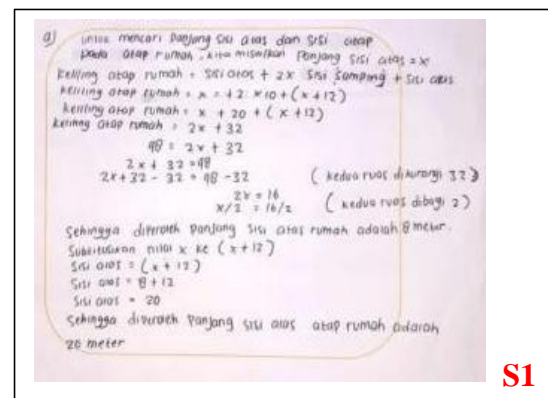 a) untuk mencari panjang sisi atas dan sisi atap
pada atap rumah, kita misalkan panjang sisi atas = x
keliling atap rumah = sisi atas + 2x sisi samping + sisi alas
keliling atap rumah = x = +2 x 10 + (x + 12)
keliling atap rumah = x + 20 + (x + 12)
keliling atap rumah = 2x + 32
48 = 2x + 32
2x + 32 = 48
2x + 32 - 32 = 48 - 32 (kedua ruas dikurangi 32)
2x = 16
x/2 = 16/2 (kedua ruas dibagi 2)
Sehingga diperoleh panjang sisi atas rumah adalah 8 meter.
Substitusikan nilai x ke (x + 12)
Sisi alas = (x + 12)
Sisi alas = 8 + 12
Sisi alas = 20
Sehingga diperoleh panjang sisi alas atap rumah adalah
20 meter
S1